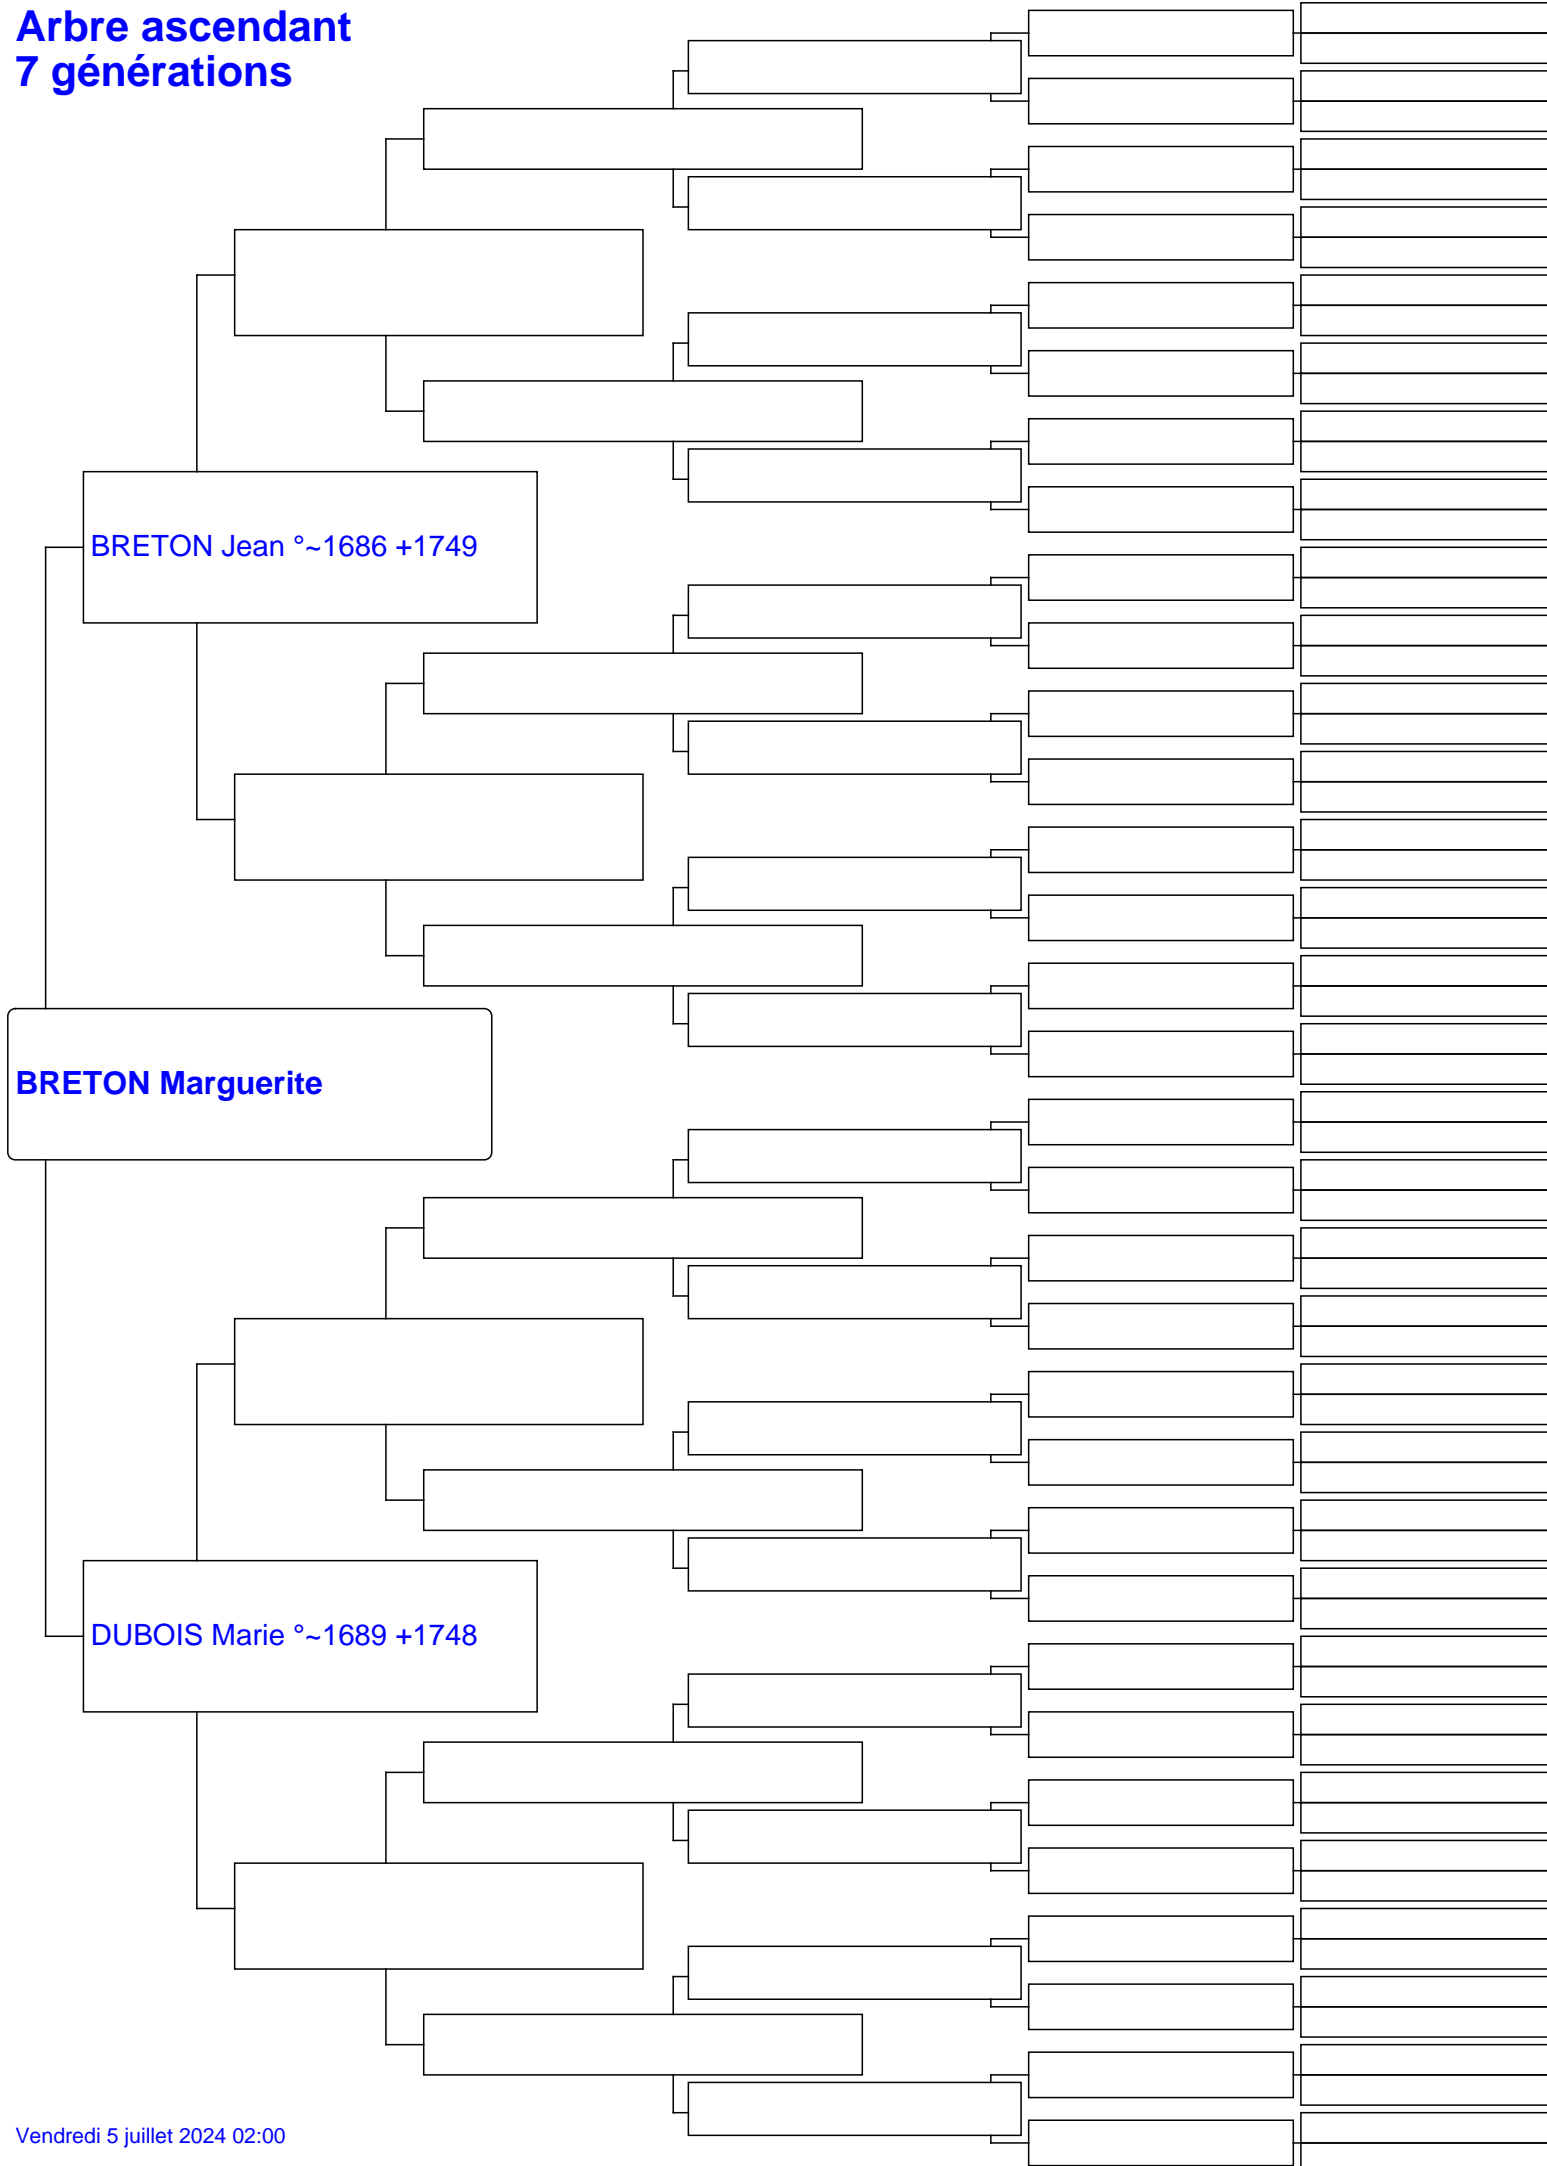 Arbre ascendant
7 générations
BRETON Jean °~1686 +1749
BRETON Marguerite
DUBOIS Marie °~1689 +1748
Vendredi 5 juillet 2024 02:00